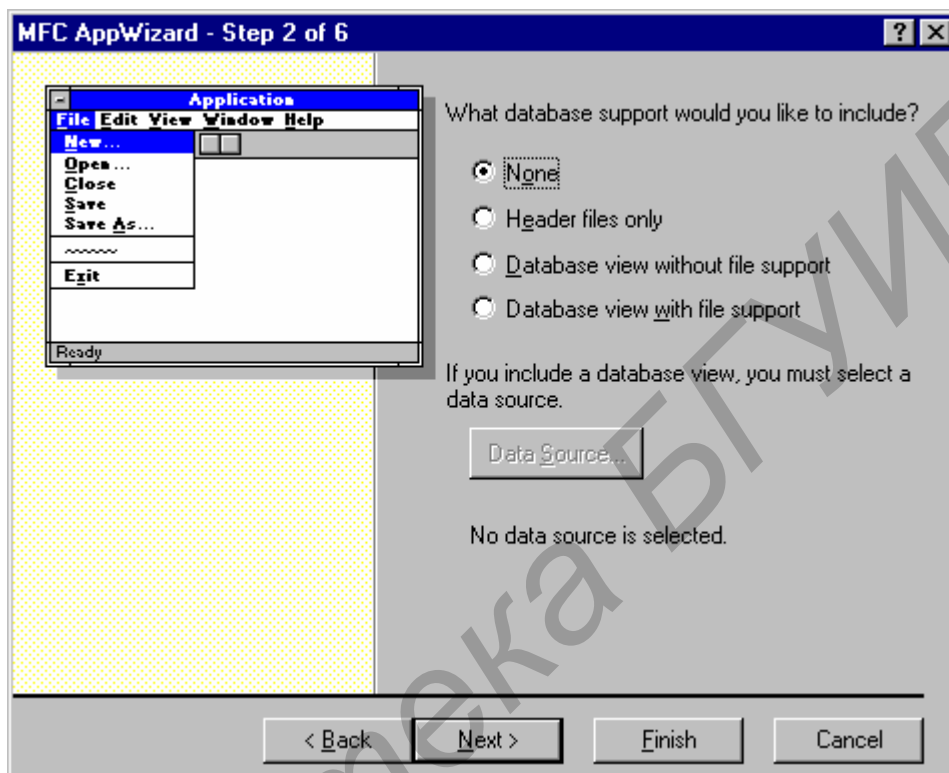 MFC AppWizard - Step 2 of 6
Application
File Edit View Window Help
New...
Open...
Close
Save
Save As...
Exit
Ready
What database support would you like to include?
None
Header files only
Database view without file support
Database view with file support
If you include a database view, you must select a
data source.
Data Source...
No data source is selected.
< Back
Next >
Finish
Cancel
тека БГУИ